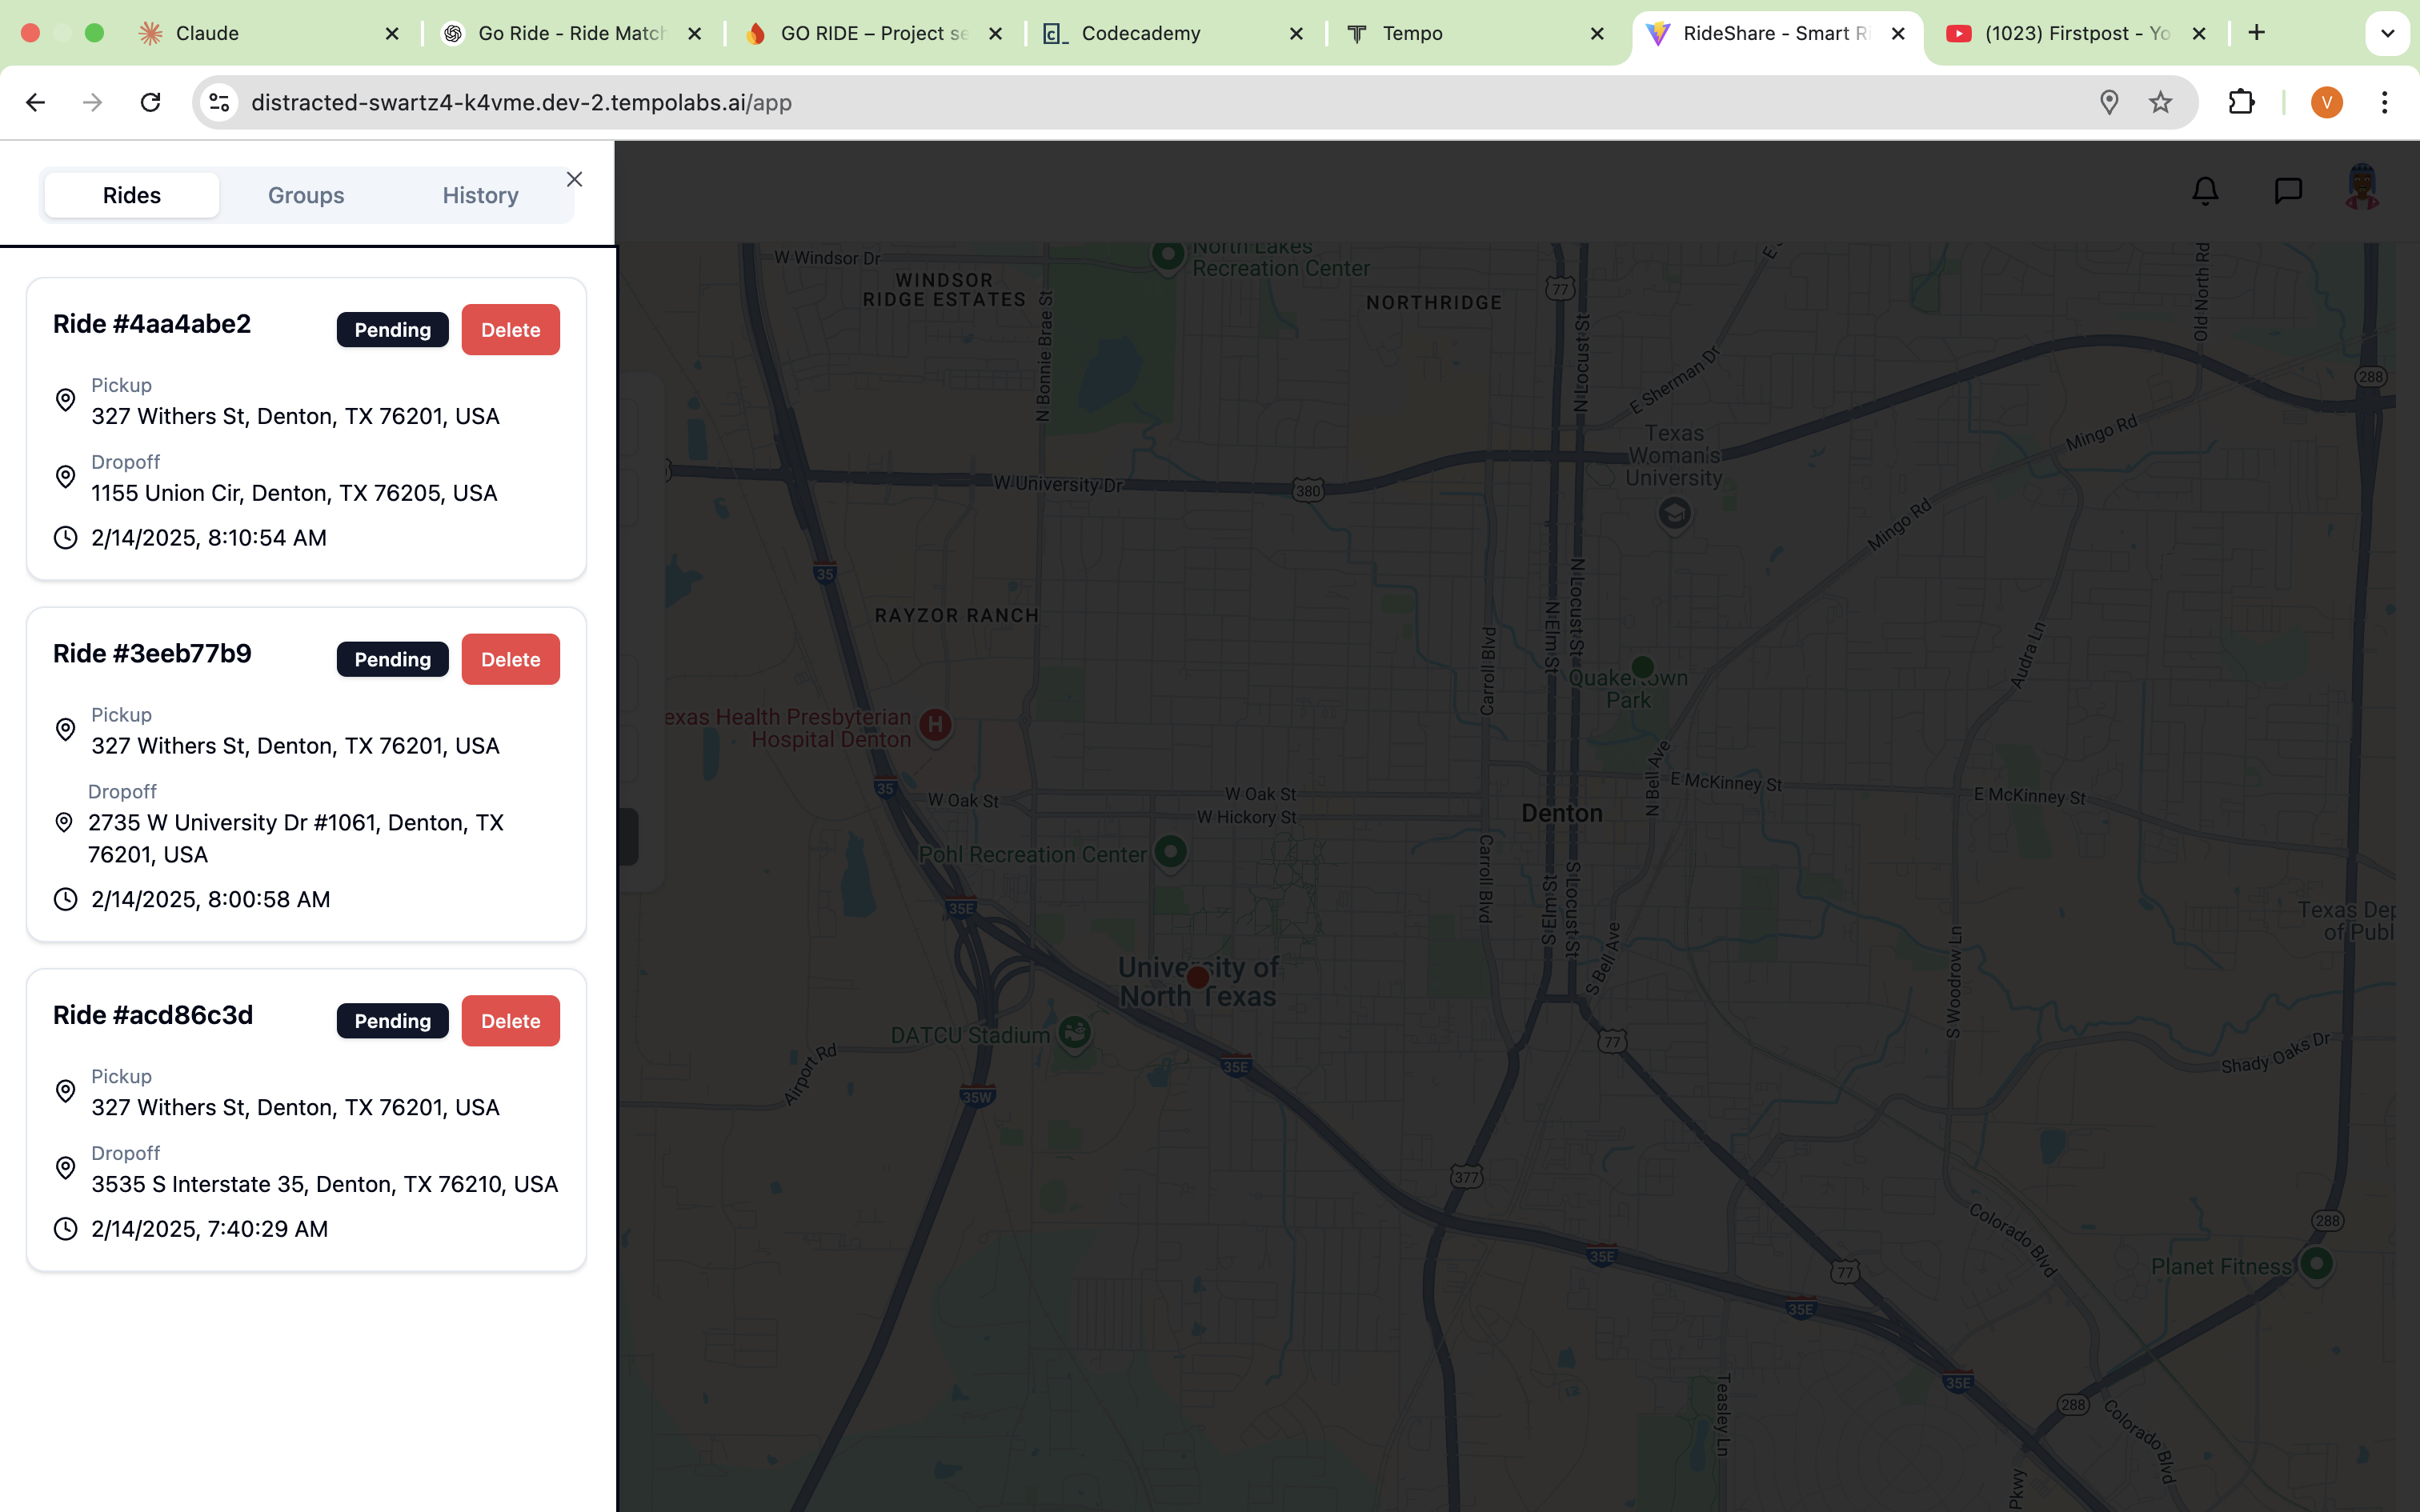 Claude
Go Ride - Ride Match
GO RIDE – Project se
Codecademy
Tempo
RideShare - Smart Ri
(1023) Firstpost - Yo
distracted-swartz4-k4vme.dev-2.tempolabs.ai/app
V
Rides
Groups
History
Ride #4aa4abe2
Pending
Delete
Pickup
327 Withers St, Denton, TX 76201, USA
Dropoff
1155 Union Cir, Denton, TX 76205, USA
2/14/2025, 8:10:54 AM
Ride #3eeb77b9
Pending
Delete
Pickup
327 Withers St, Denton, TX 76201, USA
Dropoff
2735 W University Dr #1061, Denton, TX
76201, USA
2/14/2025, 8:00:58 AM
Ride #acd86c3d
Pending
Delete
Pickup
327 Withers St, Denton, TX 76201, USA
Dropoff
3535 S Interstate 35, Denton, TX 76210, USA
2/14/2025, 7:40:29 AM
W Windsor Dr
WINDSOR
RIDGE ESTATES
North Lakes
Recreation Center
N Bonnie Brae St
NORTHRIDGE
77
N Locust St
E Sherman Dr
Old North Rd
288
Mingo Rd
Texas
Woman's
University
W University Dr
380
Mingo Rd
35
RAYZOR RANCH
N Locust St
N Elm St
Carroll Blvd
Quakertown
Park
Audra Ln
exas Health Presbyterian
Hospital Denton
H
35
W Oak St
W Oak St
W Hickory St
N Bell Ave
E McKinney St
E McKinney St
Denton
Pohl Recreation Center
Carroll Blvd
S Elm St
S Locust St
35E
S Bell Ave
S Woodrow Ln
Texas Dep
of Publ
University of
North Texas
DATCU Stadium
77
35E
Airport Rd
35W
Shady Oaks Dr
377
Colorado Blvd
288
35E
77
Planet Fitness
35E
35E
288
Teasley Ln
Colorado Blvd
Pkwy